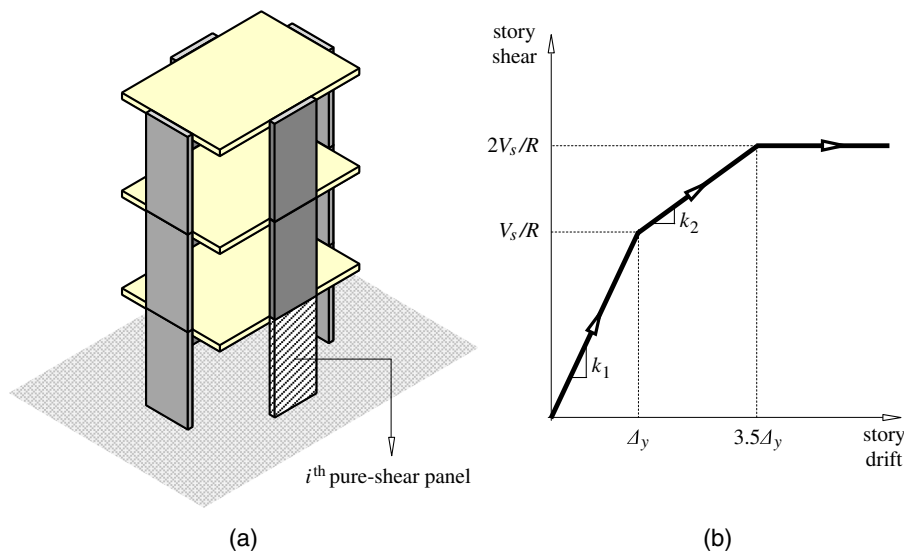 i^th pure-shear panel
(a)
story
shear
2V_s/R
V_s/R
k_2
k_1
Δ_y
3.5Δ_y
story
drift
(b)